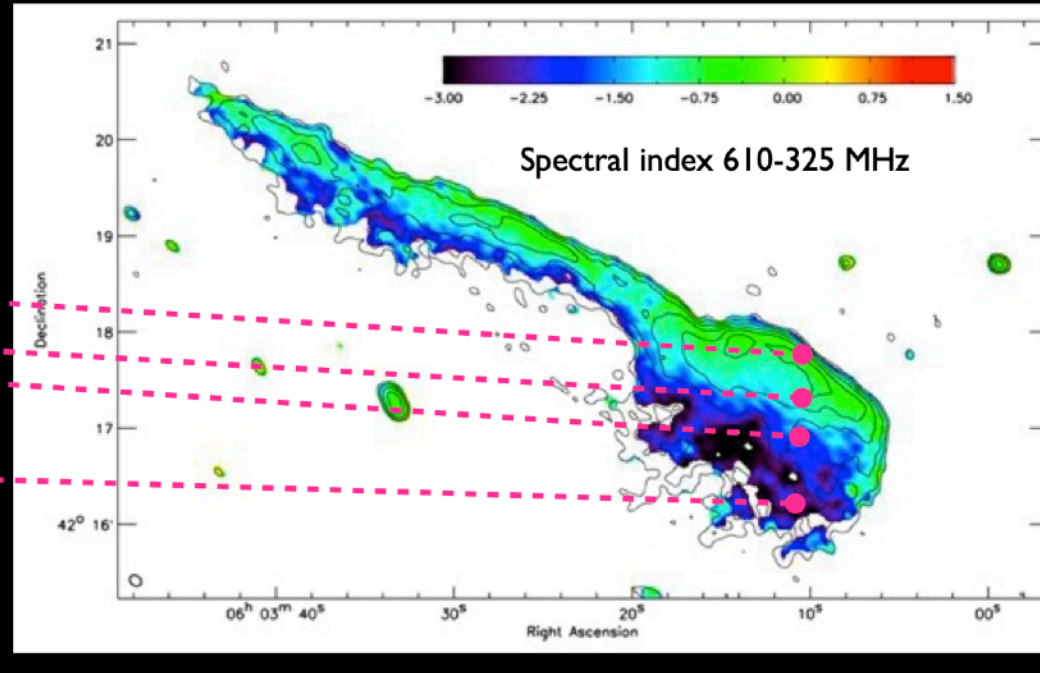 21
20
19
18
17
42° 16'
Declination
-3.00 -2.25 -1.50 -0.75 0.00 0.75 1.50
Spectral index 610-325 MHz
06h 03m 40s 30s 20s 10s 00s
Right Ascension